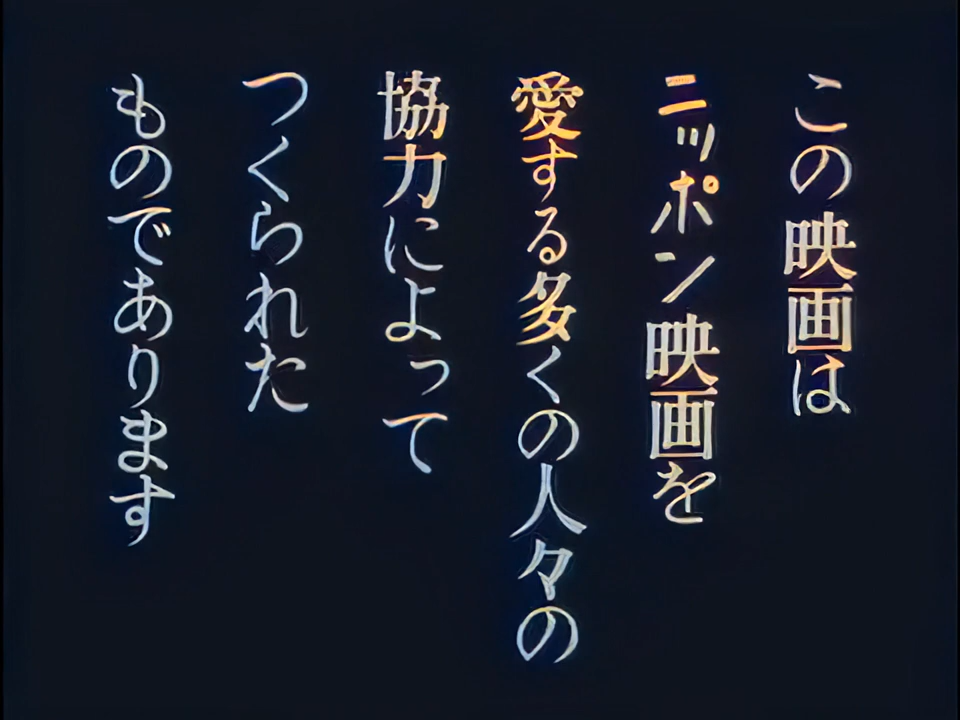 この映画は
ニッポン映画を
愛する多くの人々の
協力によって
つくられた
ものであります